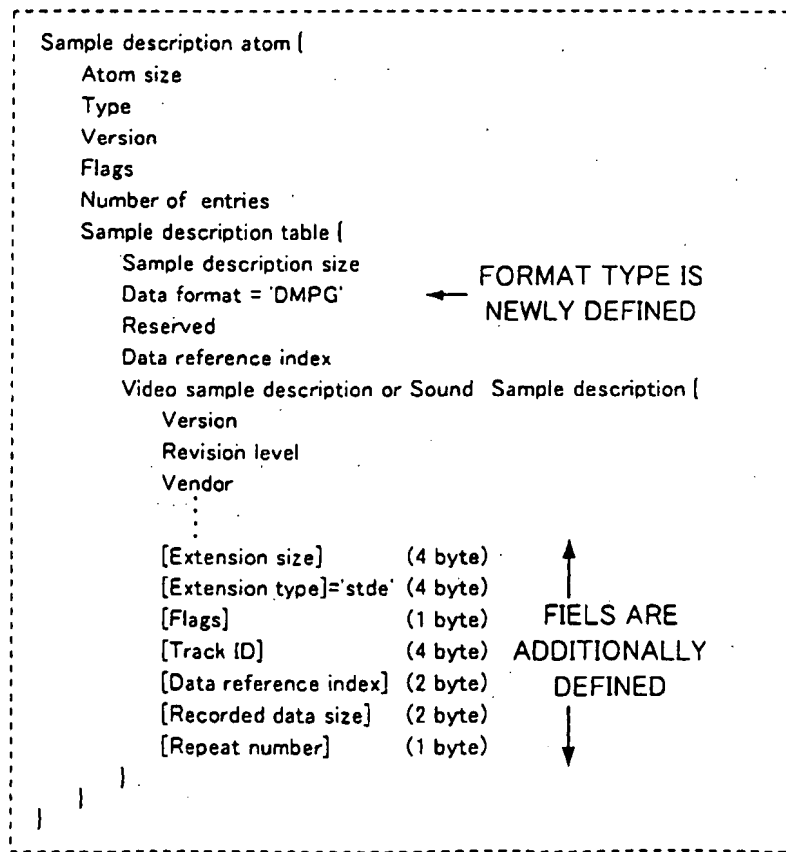 Sample description atom {
Atom size
Type
Version
Flags
Number of entries
Sample description table {
Sample description size
Data format = 'DMPG' ← FORMAT TYPE IS
NEWLY DEFINED
Reserved
Data reference index
Video sample description or Sound Sample description {
Version
Revision level
Vendor
⋮
[Extension size] (4 byte)
[Extension type]='stde' (4 byte)
[Flags] (1 byte) FIELS ARE
[Track ID] (4 byte) ADDITIONALLY
[Data reference index] (2 byte) DEFINED
[Recorded data size] (2 byte)
[Repeat number] (1 byte)
}
}
}